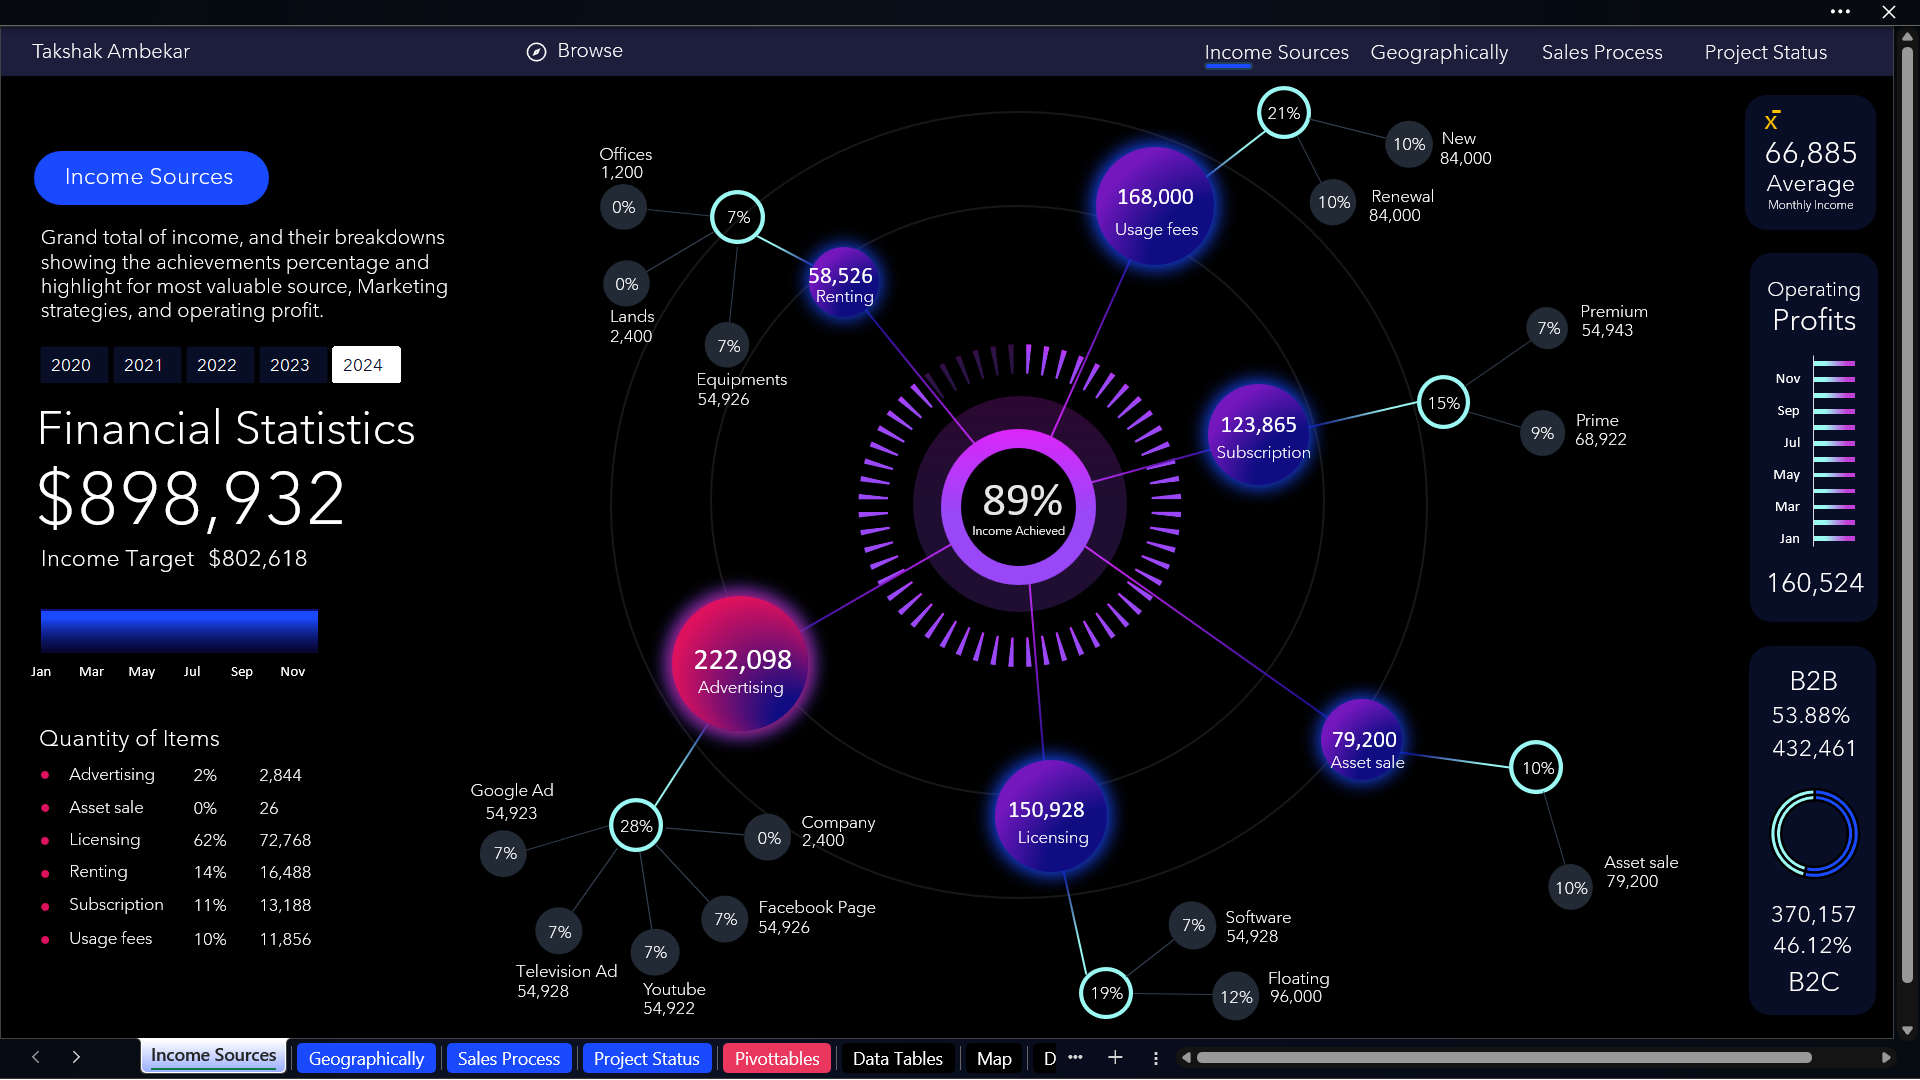 Takshak Ambekar
Browse
Income Sources
Geographically
Sales Process
Project Status
Income Sources
Grand total of income, and their breakdowns
showing the achievements percentage and
highlight for most valuable source, Marketing
strategies, and operating profit.
2020
2021
2022
2023
2024
Financial Statistics
$898,932
Income Target $802,618
Jan Mar May Jul Sep Nov
Quantity of Items
Advertising 2% 2,844
Asset sale 0% 26
Licensing 62% 72,768
Renting 14% 16,488
Subscription 11% 13,188
Usage fees 10% 11,856
Offices
1,200
0%
7%
0%
Lands
2,400
7%
Equipments
54,926
58,526
Renting
168,000
Usage fees
21%
10%
New
84,000
10%
Renewal
84,000
123,865
Subscription
15%
7%
Premium
54,943
9%
Prime
68,922
89%
Income Achieved
222,098
Advertising
28%
Google Ad
54,923
7%
7%
Television Ad
54,928
7%
Youtube
54,922
7%
Facebook Page
54,926
0%
Company
2,400
150,928
Licensing
19%
7%
Software
54,928
12%
Floating
96,000
79,200
Asset sale
10%
10%
Asset sale
79,200
x̄
66,885
Average
Monthly Income
Operating
Profits
Nov
Sep
Jul
May
Mar
Jan
160,524
B2B
53.88%
432,461
370,157
46.12%
B2C
Income Sources
Geographically
Sales Process
Project Status
Pivottables
Data Tables
Map
D